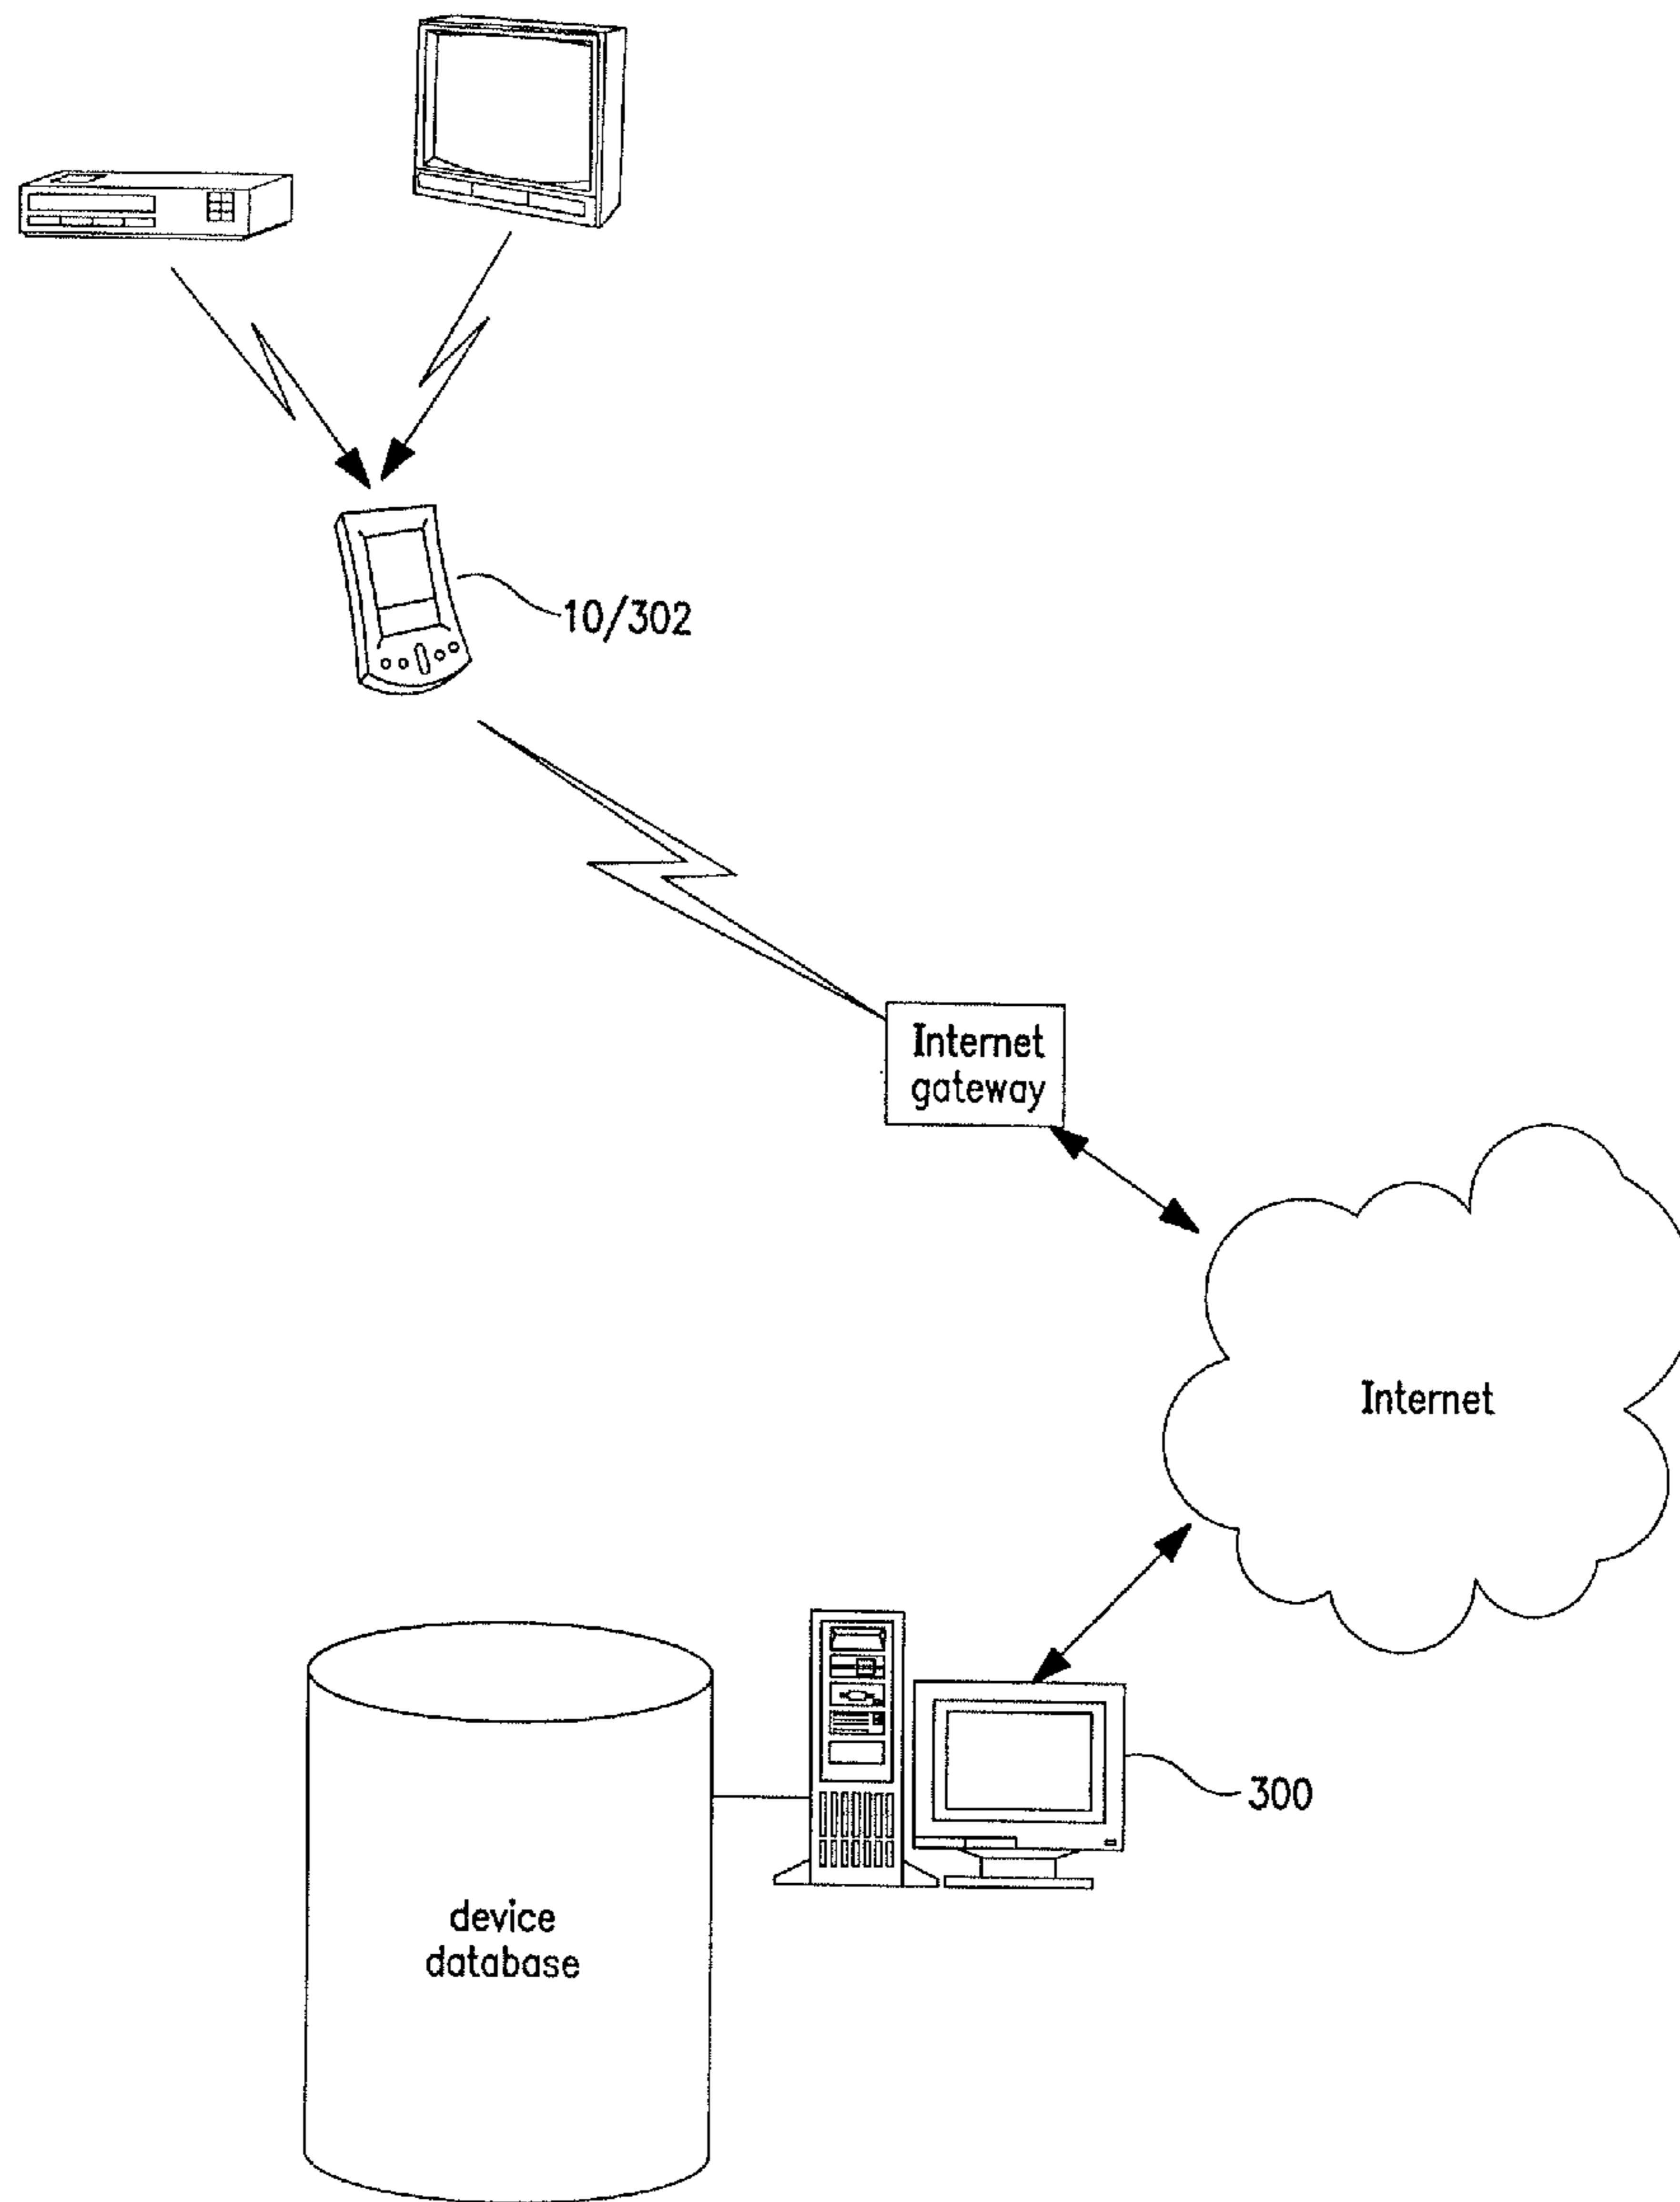 10/302
Internet
gateway
Internet
300
device
database